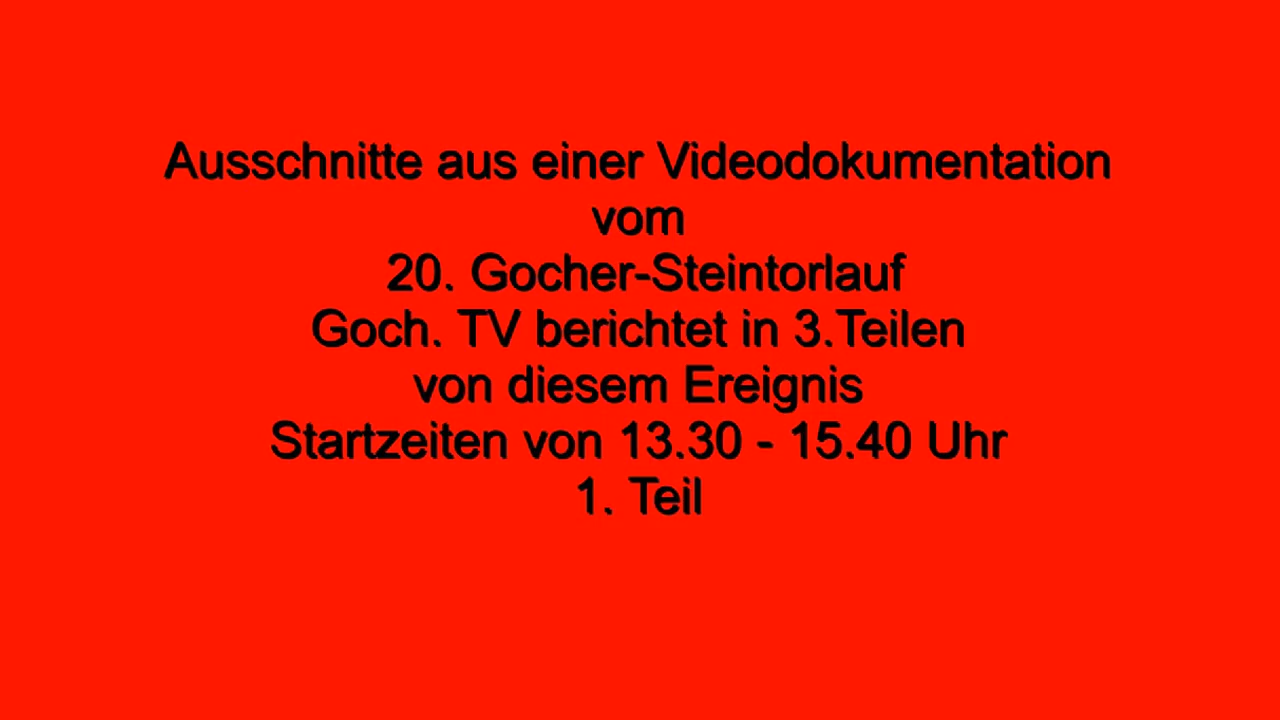 Ausschnitte aus einer Videodokumentation
vom
20. Gocher-Steintorlauf
Goch. TV berichtet in 3.Teilen
von diesem Ereignis
Startzeiten von 13.30 - 15.40 Uhr
1. Teil